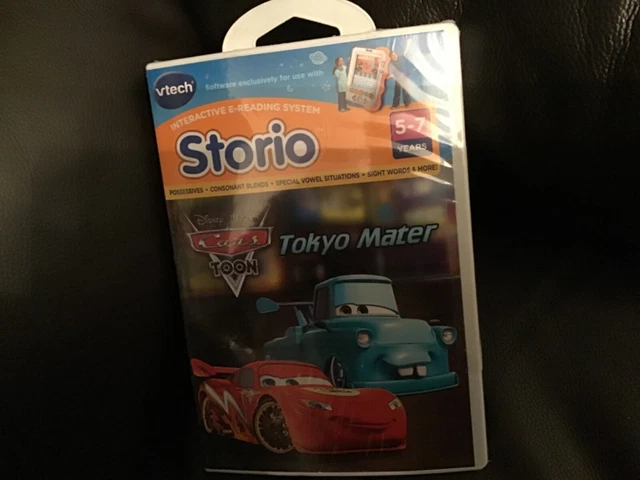 vtech
Software exclusively for use with
INTERACTIVE E-READING SYSTEM
Storio
5-7
YEARS
POSSESSIVES • CONSONANT BLENDS • SPECIAL VOWEL SITUATIONS • SIGHT WORDS & MORE!
Disney PIXAR
Cars
TOON
Tokyo Mater